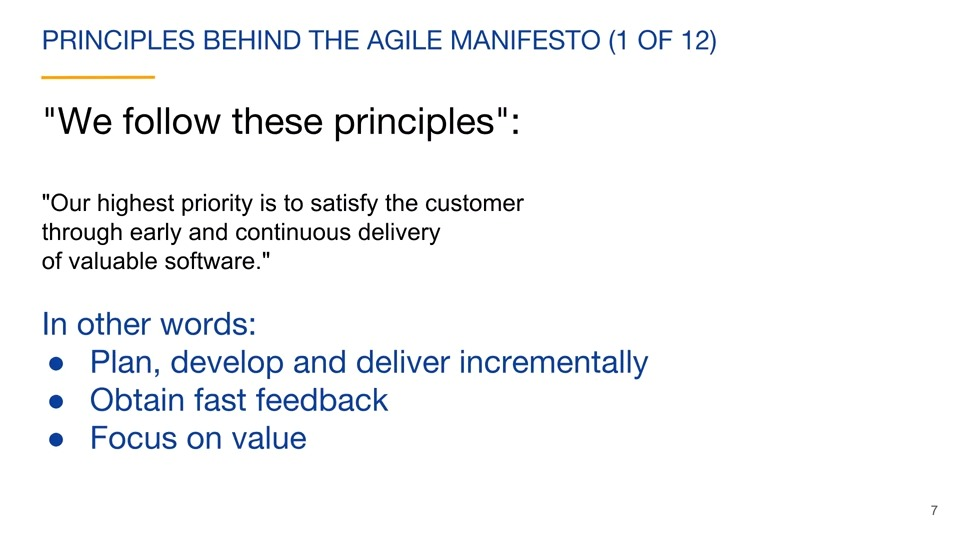 PRINCIPLES BEHIND THE AGILE MANIFESTO (1 OF 12)
"We follow these principles":
"Our highest priority is to satisfy the customer
through early and continuous delivery
of valuable software."
In other words:
● Plan, develop and deliver incrementally
● Obtain fast feedback
● Focus on value
7